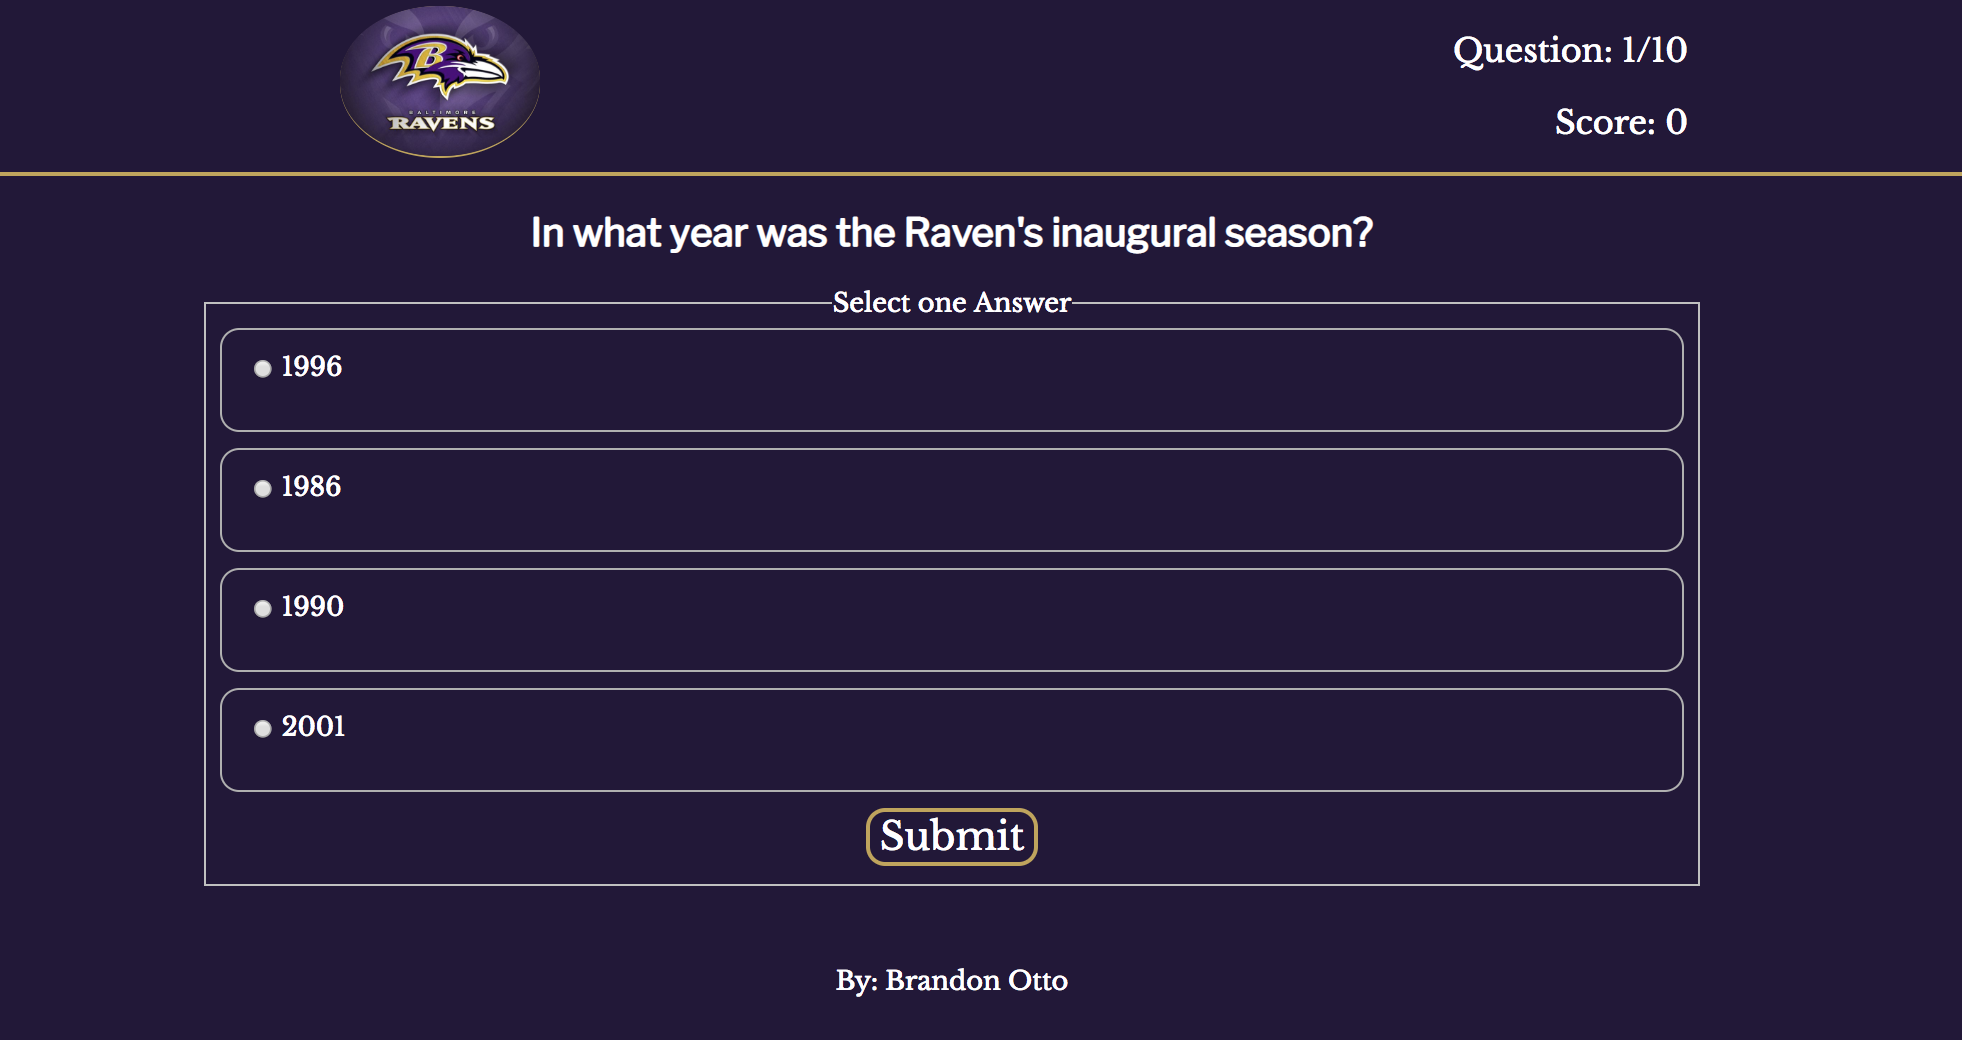 B
BALTIMORE
RAVENS
Question: 1/10
Score: 0
In what year was the Raven's inaugural season?
Select one Answer
1996
1986
1990
2001
Submit
By: Brandon Otto